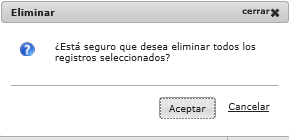 Eliminar
cerrar
¿Está seguro que desea eliminar todos los
registros seleccionados?
Aceptar
Cancelar